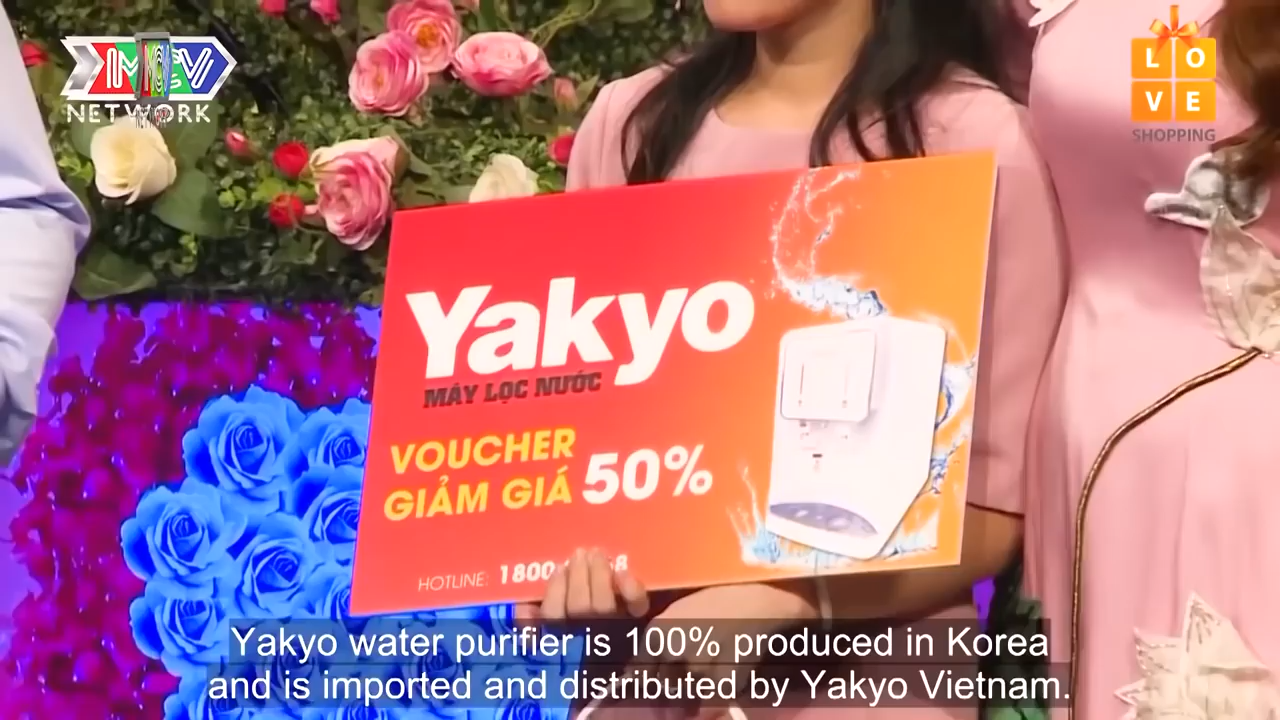 MCV
NETWORK
LOVE
SHOPPING
Yakyo
MÁY LỌC NƯỚC
VOUCHER
GIẢM GIÁ 50%
HOTLINE: 1800
Yakyo water purifier is 100% produced in Korea
and is imported and distributed by Yakyo Vietnam.